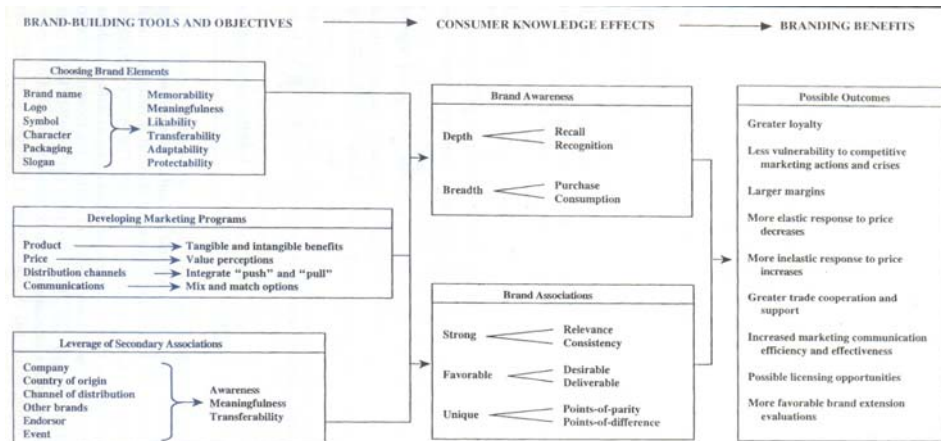 BRAND-BUILDING TOOLS AND OBJECTIVES
CONSUMER KNOWLEDGE EFFECTS
BRANDING BENEFITS
Choosing Brand Elements
Brand name
Logo
Symbol
Character
Packaging
Slogan
Memorability
Meaningfulness
Likability
Transferability
Adaptability
Protectability
Developing Marketing Programs
Product
Tangible and intangible benefits
Price
Value perceptions
Distribution channels
Integrate “push” and “pull”
Communications
Mix and match options
Leverage of Secondary Associations
Company
Country of origin
Channel of distribution
Other brands
Endorsor
Event
Awareness
Meaningfulness
Transferability
Brand Awareness
Depth
Recall
Recognition
Breadth
Purchase
Consumption
Brand Associations
Strong
Relevance
Consistency
Favorable
Desirable
Deliverable
Unique
Points-of-parity
Points-of-difference
Possible Outcomes
Greater loyalty
Less vulnerability to competitive
marketing actions and crises
Larger margins
More elastic response to price
decreases
More inelastic response to price
increases
Greater trade cooperation and
support
Increased marketing communication
efficiency and effectiveness
Possible licensing opportunities
More favorable brand extension
evaluations